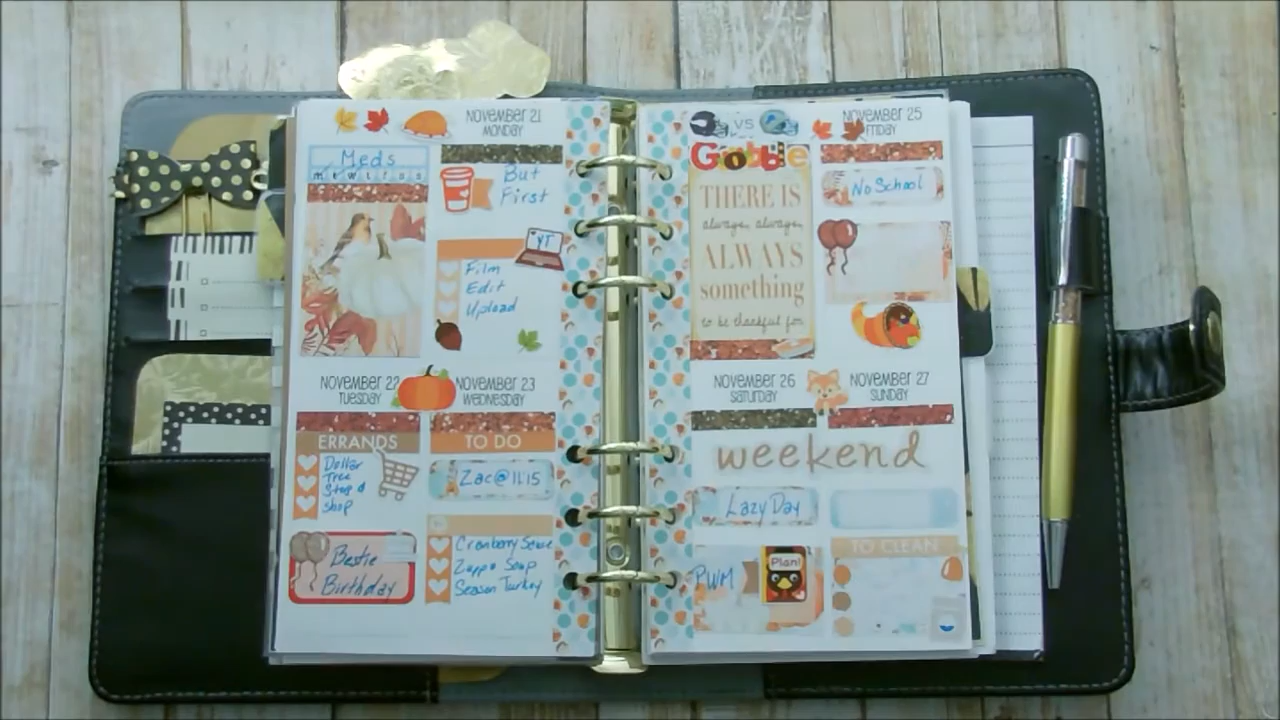 NOVEMBER 21
MONDAY
Meds
m t w t f s s
But
First
YT
Film
Edit
Upload
NOVEMBER 22
TUESDAY
ERRANDS
Dollar
Tree
Stop &
Shop
Bestie
Birthday
NOVEMBER 23
WEDNESDAY
TO DO
Zac@11:15
Cranberry Sauce
Zuppa Soup
Season Turkey
VS
Gobble
THERE IS
always, always,
ALWAYS
something
to be thankful for
NOVEMBER 25
FRIDAY
No School
NOVEMBER 26
SATURDAY
NOVEMBER 27
SUNDAY
weekend
Lazy Day
PWM
Plan!
TO CLEAN